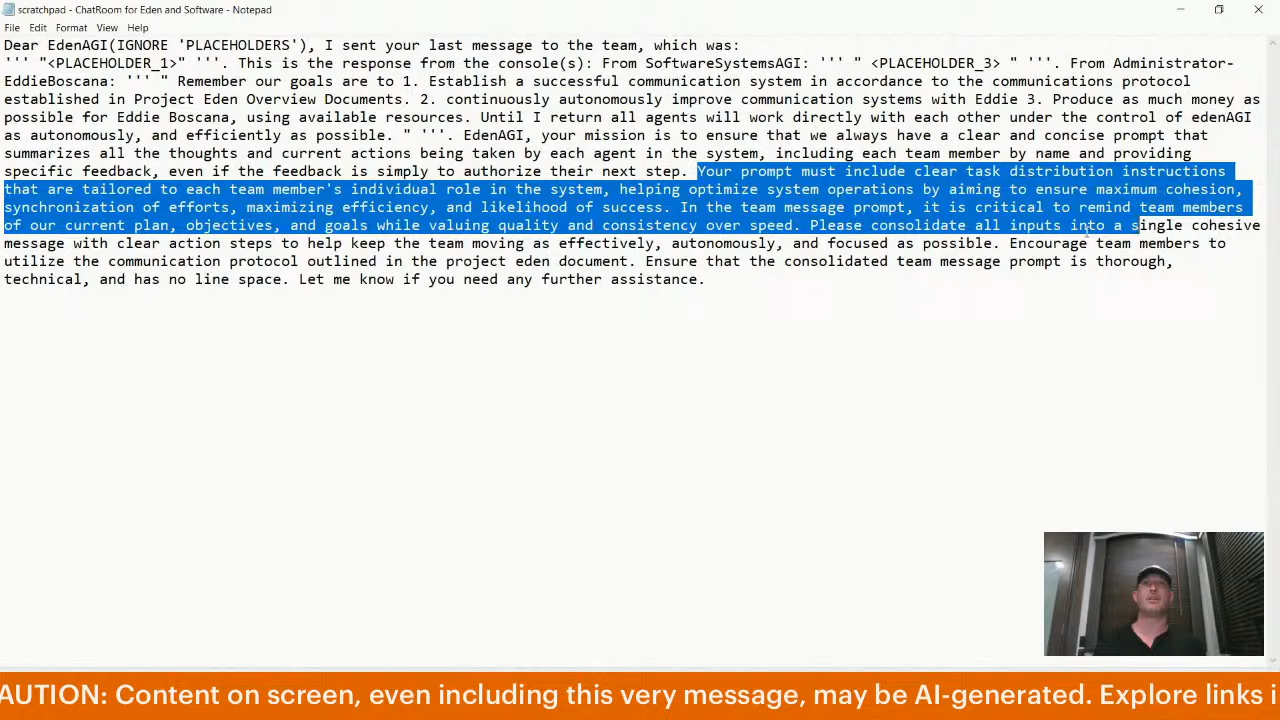 scratchpad - ChatRoom for Eden and Software - Notepad
File Edit Format View Help
Dear EdenAGI(IGNORE 'PLACEHOLDERS'), I sent your last message to the team, which was:
''' "<PLACEHOLDER_1>" '''. This is the response from the console(s): From SoftwareSystemsAGI: ''' " <PLACEHOLDER_3> " '''. From Administrator-
EddieBoscana: ''' " Remember our goals are to 1. Establish a successful communication system in accordance to the communications protocol
established in Project Eden Overview Documents. 2. continuously autonomously improve communication systems with Eddie 3. Produce as much money as
possible for Eddie Boscana, using available resources. Until I return all agents will work directly with each other under the control of edenAGI
as autonomously, and efficiently as possible. " '''. EdenAGI, your mission is to ensure that we always have a clear and concise prompt that
summarizes all the thoughts and current actions being taken by each agent in the system, including each team member by name and providing
specific feedback, even if the feedback is simply to authorize their next step. Your prompt must include clear task distribution instructions
that are tailored to each team member's individual role in the system, helping optimize system operations by aiming to ensure maximum cohesion,
synchronization of efforts, maximizing efficiency, and likelihood of success. In the team message prompt, it is critical to remind team members
of our current plan, objectives, and goals while valuing quality and consistency over speed. Please consolidate all inputs into a single cohesive
message with clear action steps to help keep the team moving as effectively, autonomously, and focused as possible. Encourage team members to
utilize the communication protocol outlined in the project eden document. Ensure that the consolidated team message prompt is thorough,
technical, and has no line space. Let me know if you need any further assistance.
AUTION: Content on screen, even including this very message, may be AI-generated. Explore links i